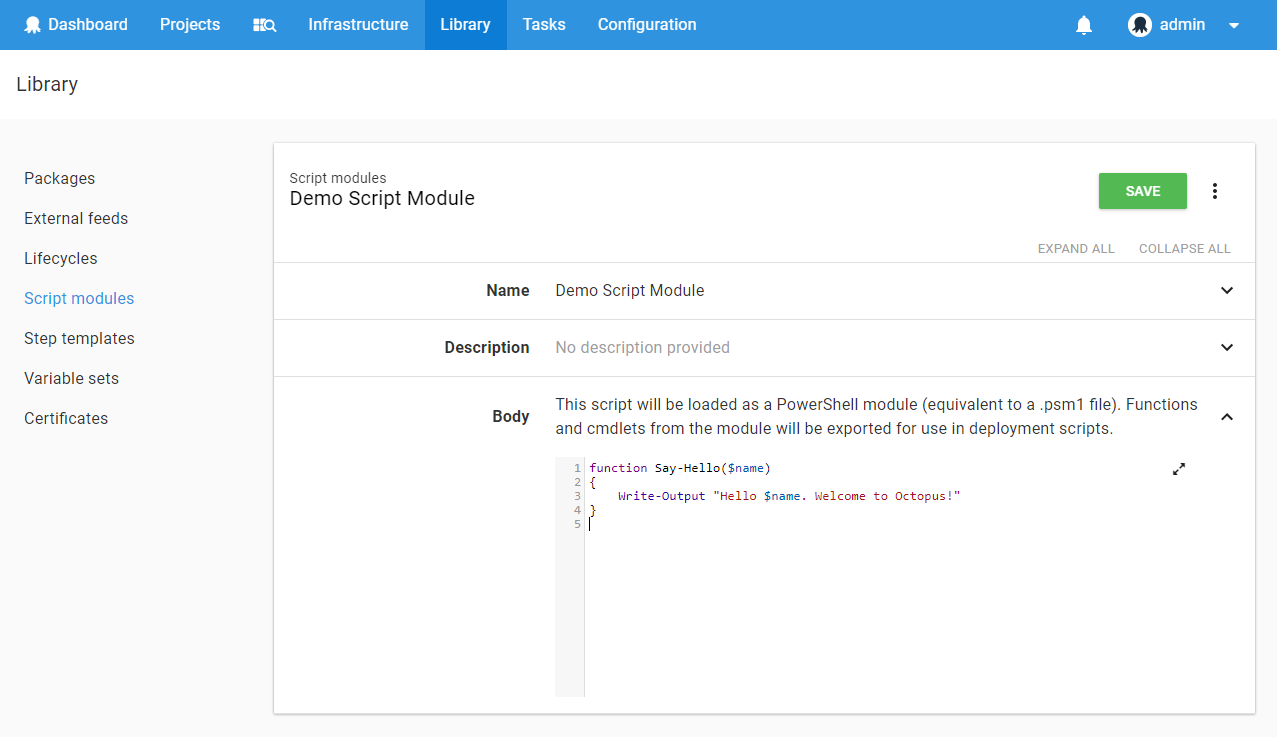 Dashboard Projects Infrastructure Library Tasks Configuration admin
Library
Packages
External feeds
Lifecycles
Script modules
Step templates
Variable sets
Certificates
Script modules
Demo Script Module
SAVE
EXPAND ALL COLLAPSE ALL
Name Demo Script Module
Description No description provided
Body This script will be loaded as a PowerShell module (equivalent to a .psm1 file). Functions
and cmdlets from the module will be exported for use in deployment scripts.
1 function Say-Hello($name)
2 {
3     Write-Output "Hello $name. Welcome to Octopus!"
4 }
5